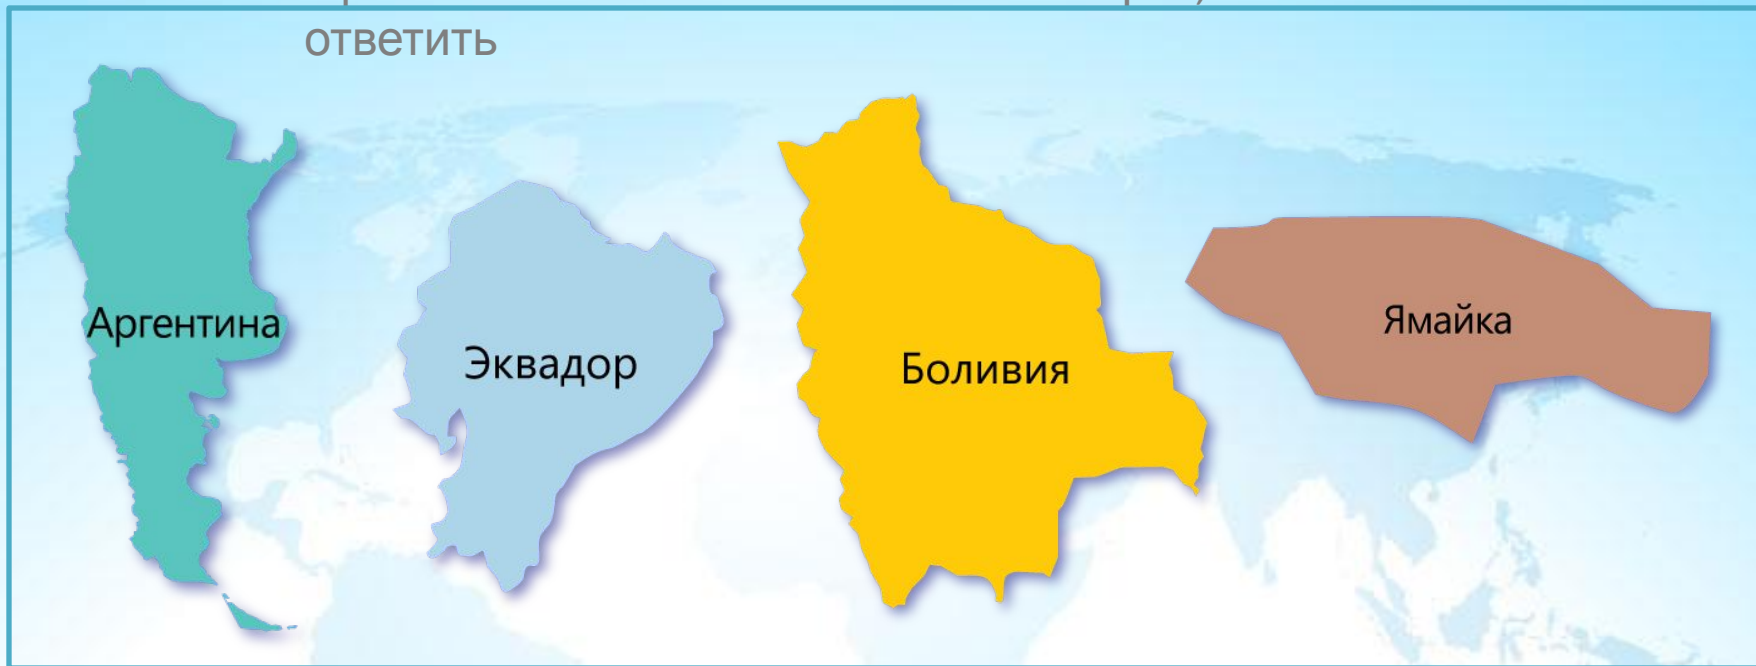 ответить
Аргентина
Эквадор
Боливия
Ямайка